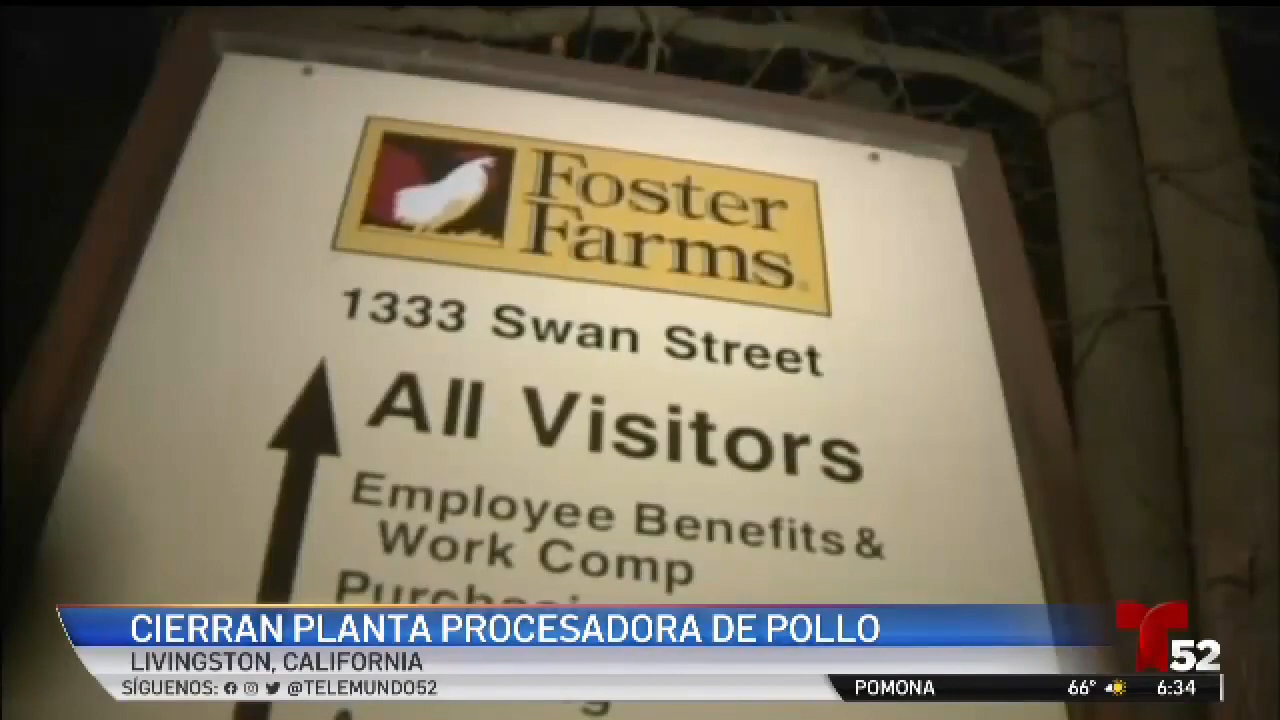 Foster
Farms
1333 Swan Street
All Visitors
Employee Benefits &
Work Comp
CIERRAN PLANTA PROCESADORA DE POLLO
LIVINGSTON, CALIFORNIA
52
SÍGUENOS: @TELEMUNDO52
POMONA 66° 6:34